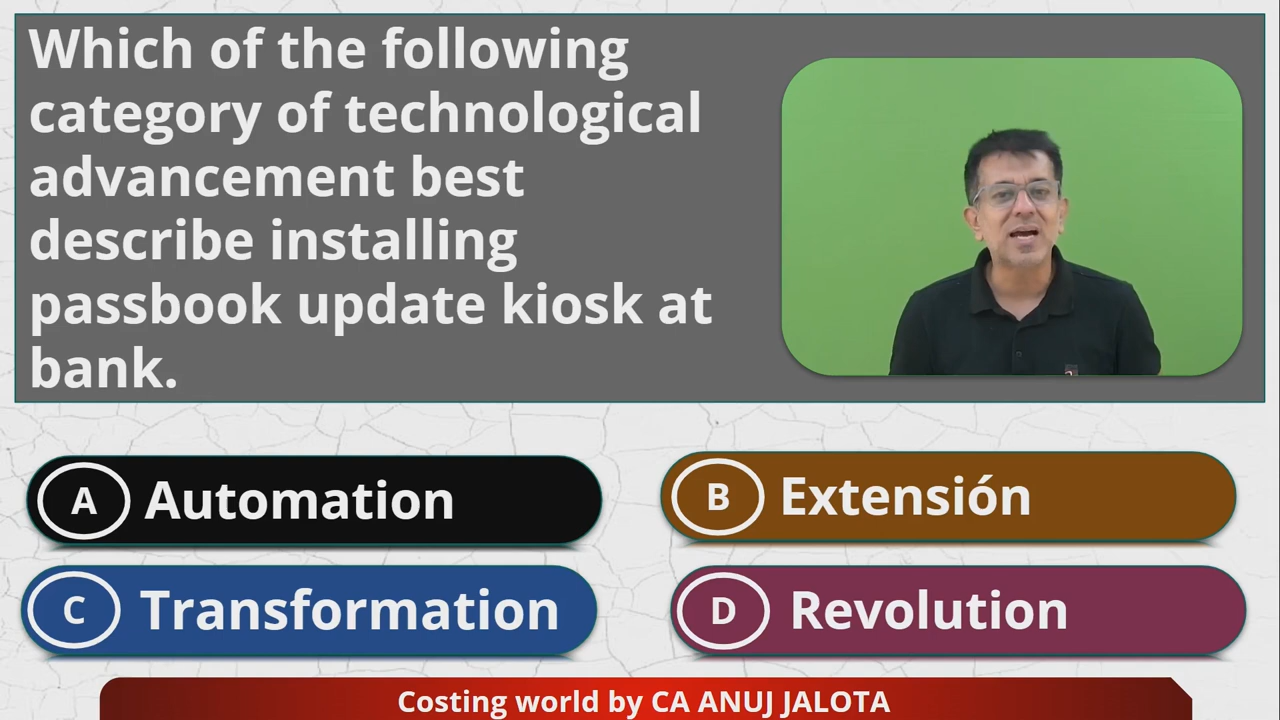 Which of the following
category of technological
advancement best
describe installing
passbook update kiosk at
bank.
A Automation
B Extensión
C Transformation
D Revolution
Costing world by CA ANUJ JALOTA